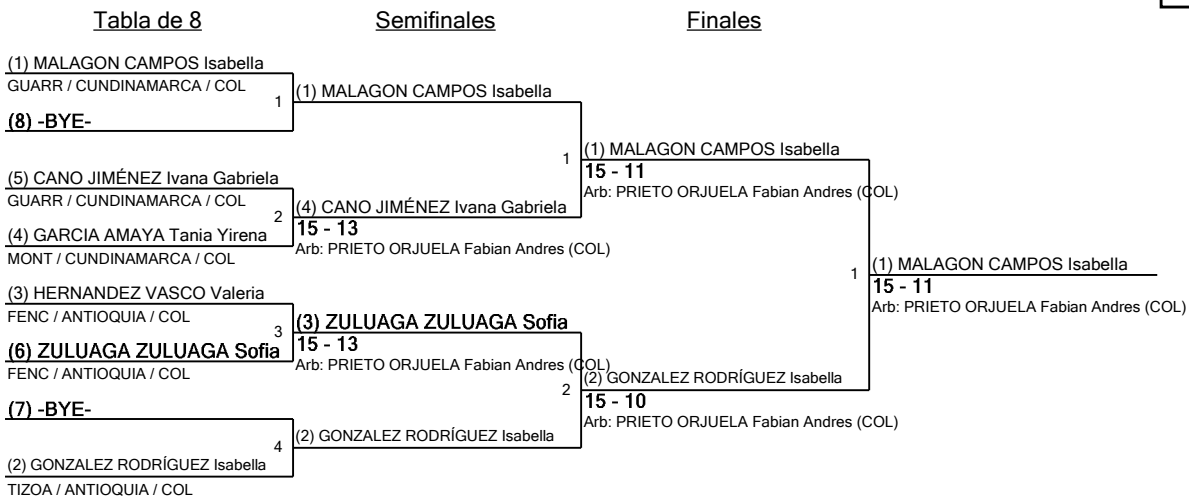 Tabla de 8
Semifinales
Finales
(1) MALAGON CAMPOS Isabella
GUARR / CUNDINAMARCA / COL
1
(8) -BYE-
(5) CANO JIMÉNEZ Ivana Gabriela
GUARR / CUNDINAMARCA / COL
2
(4) GARCIA AMAYA Tania Yirena
MONT / CUNDINAMARCA / COL
(3) HERNANDEZ VASCO Valeria
FENC / ANTIOQUIA / COL
3
(6) ZULUAGA ZULUAGA Sofia
FENC / ANTIOQUIA / COL
(7) -BYE-
4
(2) GONZALEZ RODRÍGUEZ Isabella
TIZOA / ANTIOQUIA / COL
(1) MALAGON CAMPOS Isabella
1
(4) CANO JIMÉNEZ Ivana Gabriela
15 - 13
Arb: PRIETO ORJUELA Fabian Andres (COL)
(3) ZULUAGA ZULUAGA Sofia
15 - 13
Arb: PRIETO ORJUELA Fabian Andres (COL)
2
(2) GONZALEZ RODRÍGUEZ Isabella
(1) MALAGON CAMPOS Isabella
15 - 11
Arb: PRIETO ORJUELA Fabian Andres (COL)
1
(2) GONZALEZ RODRÍGUEZ Isabella
15 - 10
Arb: PRIETO ORJUELA Fabian Andres (COL)
(1) MALAGON CAMPOS Isabella
15 - 11
Arb: PRIETO ORJUELA Fabian Andres (COL)